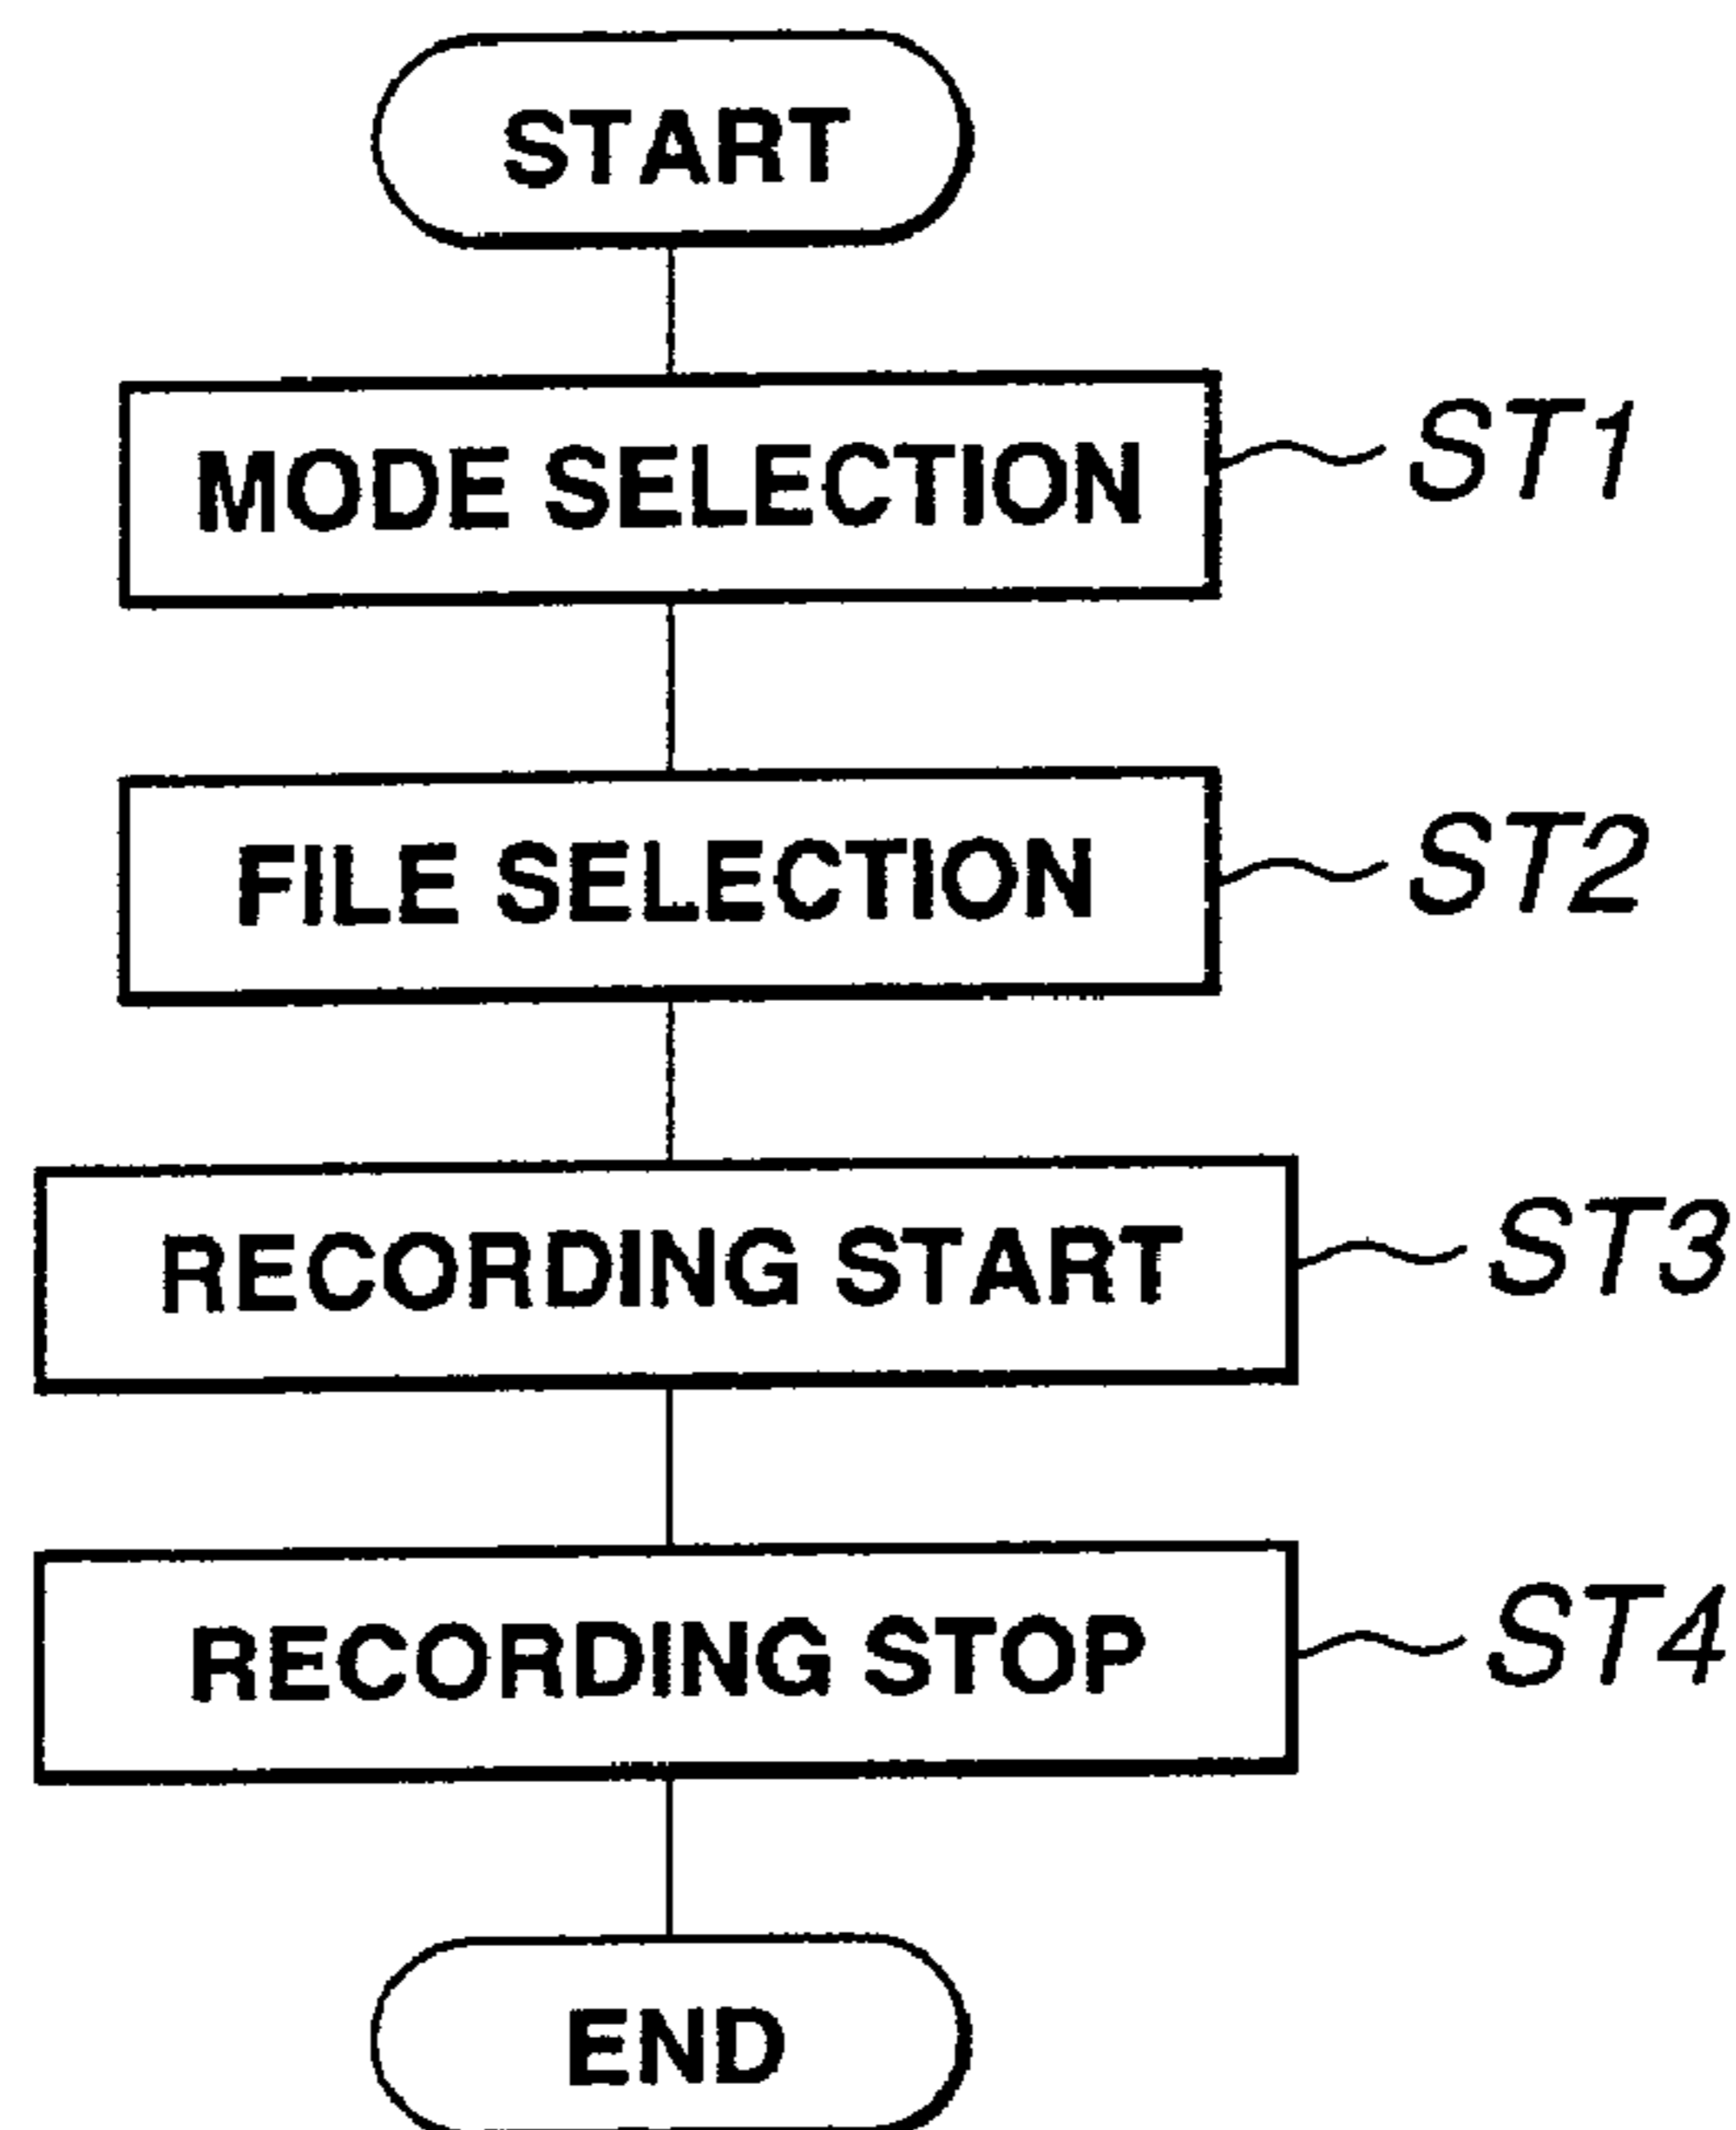 START
MODE SELECTION ST1
FILE SELECTION ST2
RECORDING START ST3
RECORDING STOP ST4
END